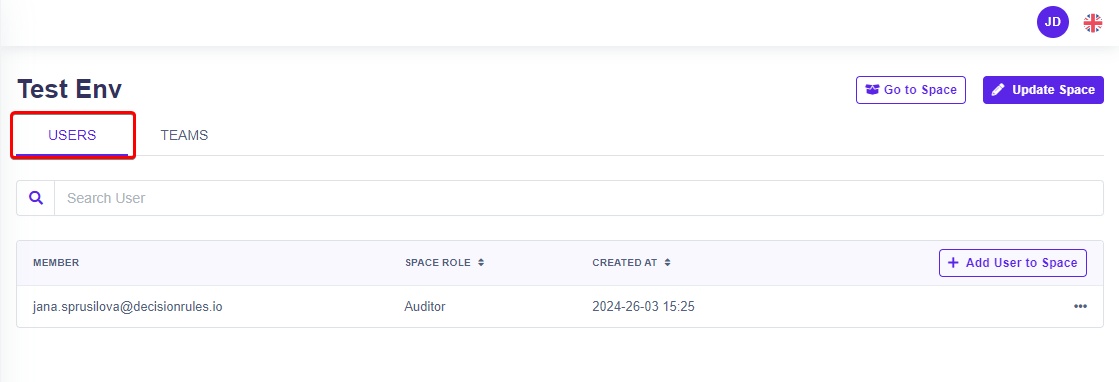 JD
Test Env
Go to Space
Update Space
USERS
TEAMS
Search User
MEMBER
SPACE ROLE
CREATED AT
+ Add User to Space
jana.sprusilova@decisionrules.io
Auditor
2024-26-03 15:25